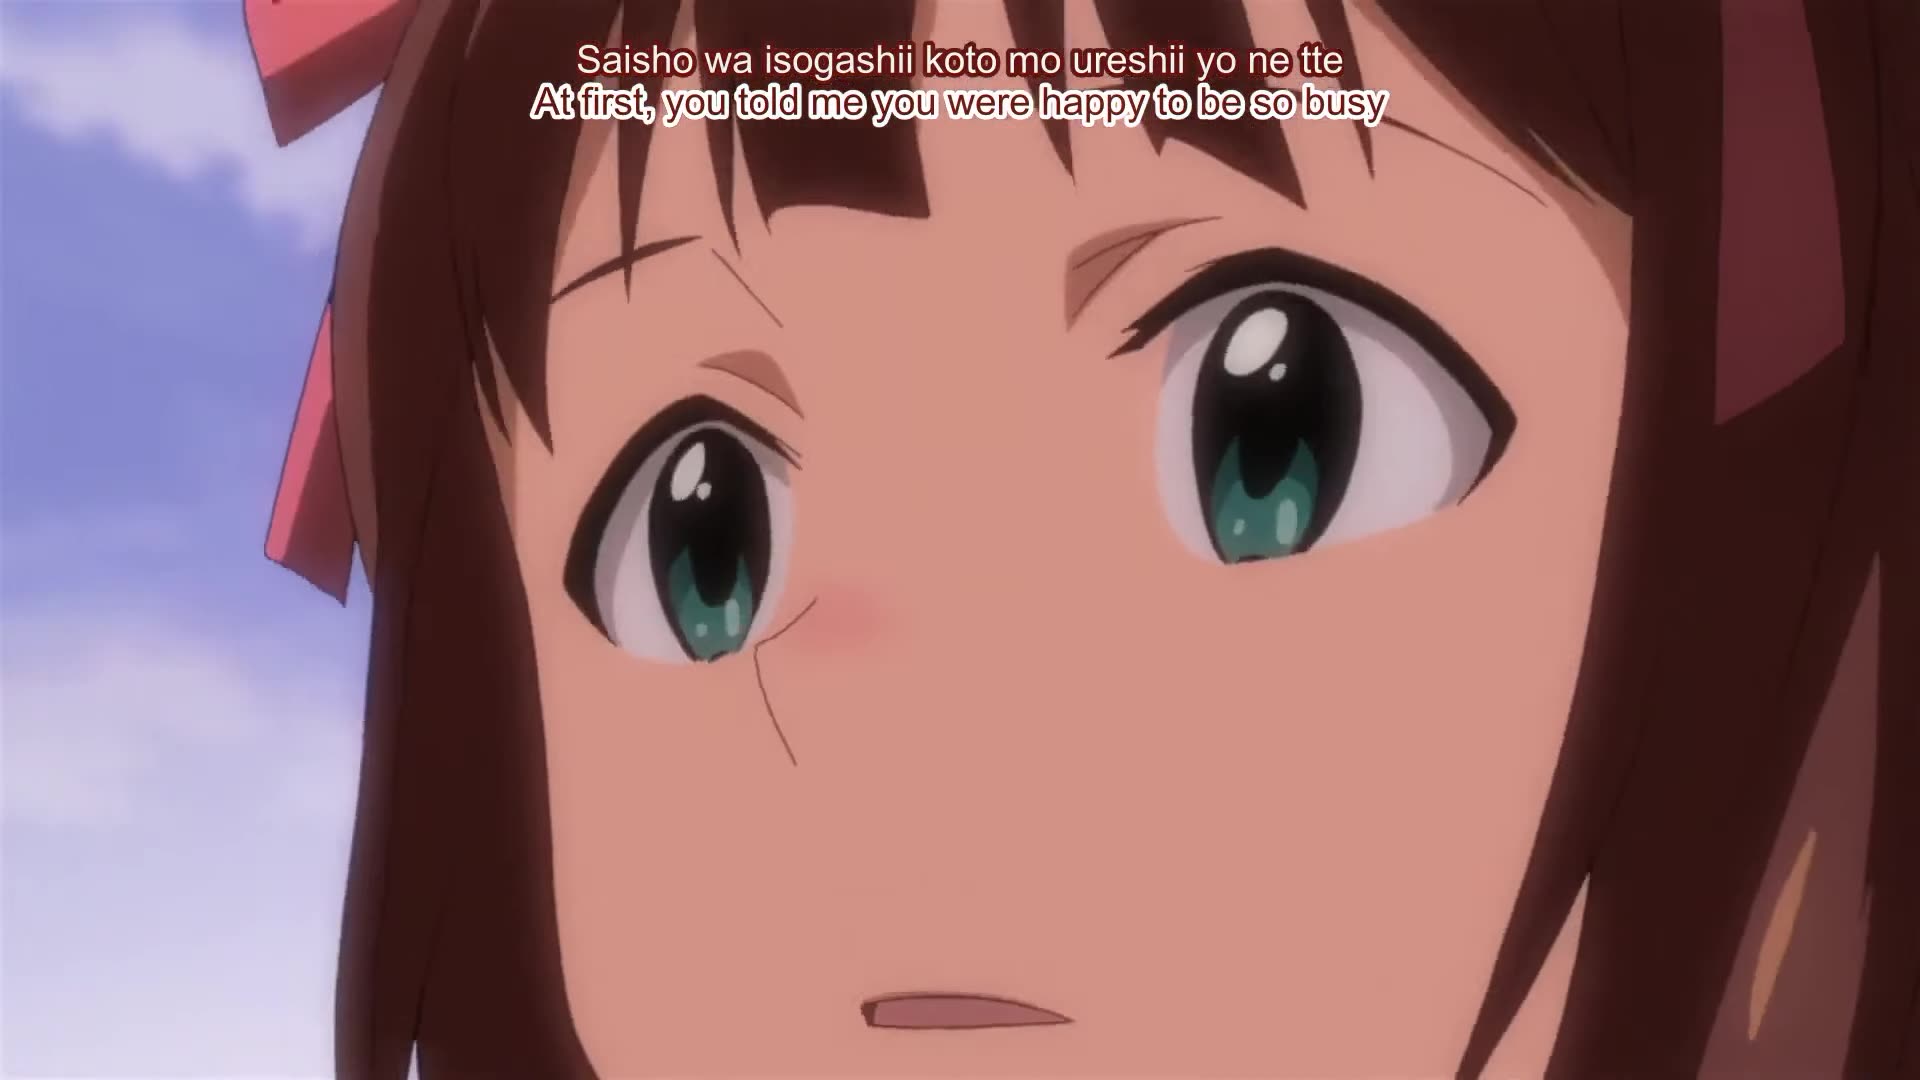 Saisho wa isogashii koto mo ureshii yo ne tte
At first, you told me you were happy to be so busy